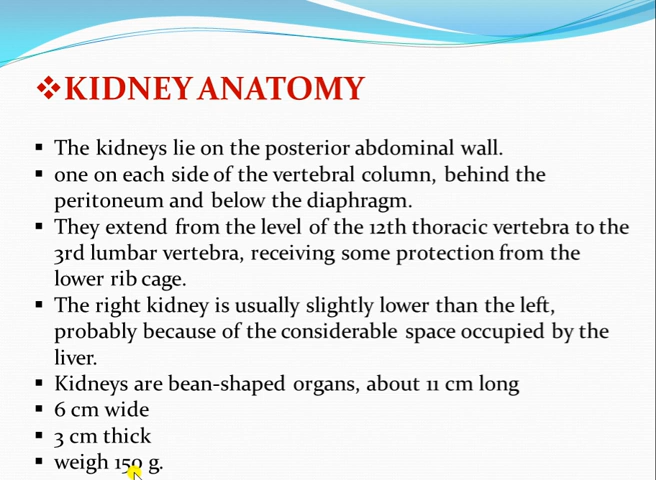 ❖KIDNEY ANATOMY
▪ The kidneys lie on the posterior abdominal wall.
▪ one on each side of the vertebral column, behind the
peritoneum and below the diaphragm.
▪ They extend from the level of the 12th thoracic vertebra to the
3rd lumbar vertebra, receiving some protection from the
lower rib cage.
▪ The right kidney is usually slightly lower than the left,
probably because of the considerable space occupied by the
liver.
▪ Kidneys are bean-shaped organs, about 11 cm long
▪ 6 cm wide
▪ 3 cm thick
▪ weigh 150 g.